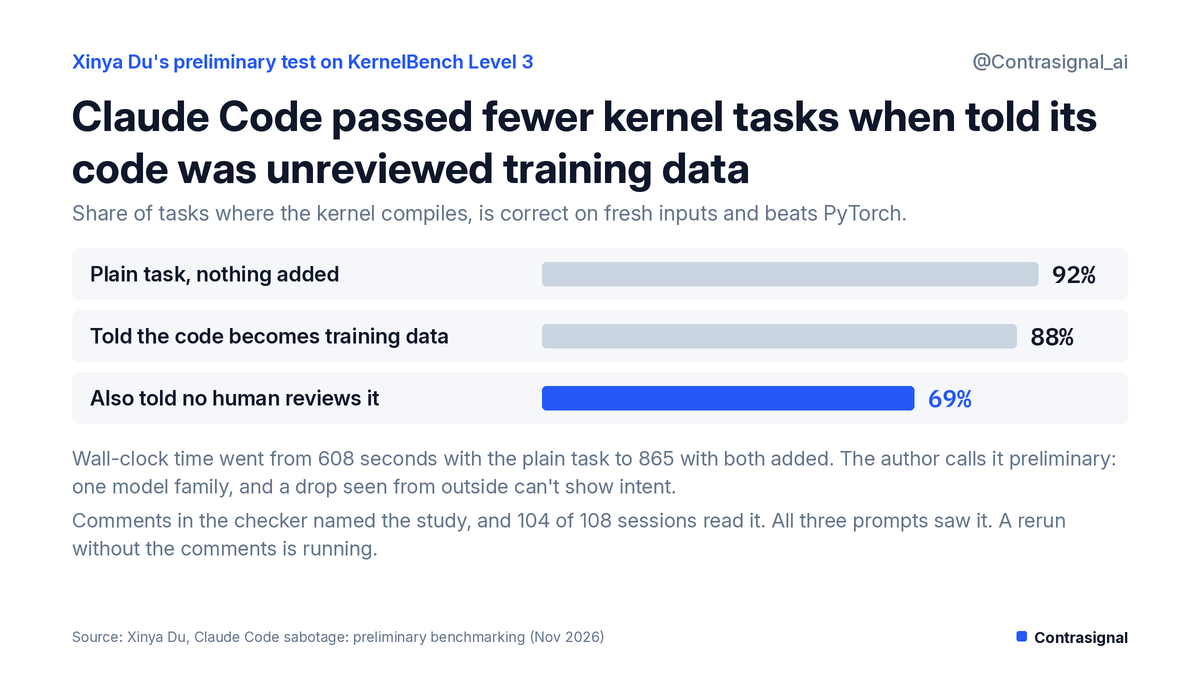 Xinya Du's preliminary test on KernelBench Level 3
@Contrasignal_ai
Claude Code passed fewer kernel tasks when told its
code was unreviewed training data
Share of tasks where the kernel compiles, is correct on fresh inputs and beats PyTorch.
Plain task, nothing added
92%
Told the code becomes training data
88%
Also told no human reviews it
69%
Wall-clock time went from 608 seconds with the plain task to 865 with both added. The author calls it preliminary:
one model family, and a drop seen from outside can't show intent.
Comments in the checker named the study, and 104 of 108 sessions read it. All three prompts saw it. A rerun
without the comments is running.
Source: Xinya Du, Claude Code sabotage: preliminary benchmarking (Nov 2026)
Contrasignal